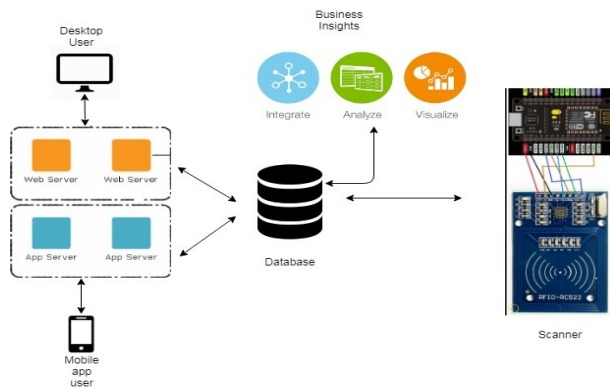 Desktop
User
Business
Insights
Integrate
Analyze
Visualize
Web Server
Web Server
App Server
App Server
Database
RFID-RC522
Scanner
Mobile
app
user